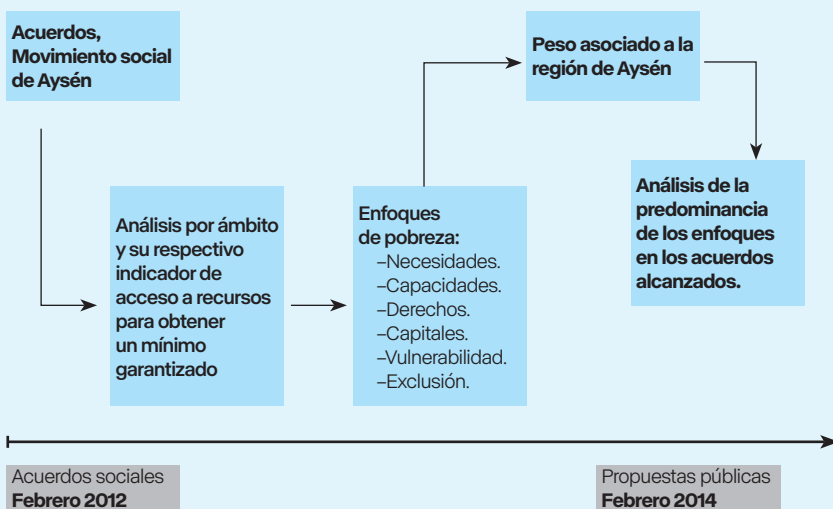 Acuerdos,
Movimiento social
de Aysén
Análisis por ámbito
y su respectivo
indicador de
acceso a recursos
para obtener
un mínimo
garantizado
Enfoques
de pobreza:
–Necesidades.
–Capacidades.
–Derechos.
–Capitales.
–Vulnerabilidad.
–Exclusión.
Peso asociado a la
región de Aysén
Análisis de la
predominancia
de los enfoques
en los acuerdos
alcanzados.
Acuerdos sociales
Febrero 2012
Propuestas públicas
Febrero 2014